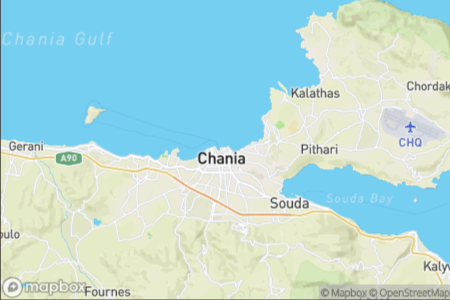 Chania Gulf
Chordak
Kalathas
CHQ
Gerani
A90
Chania
Pithari
Souda Bay
Souda
oulo
Kalyv
Fournes
mapbox
© Mapbox © OpenStreetMap